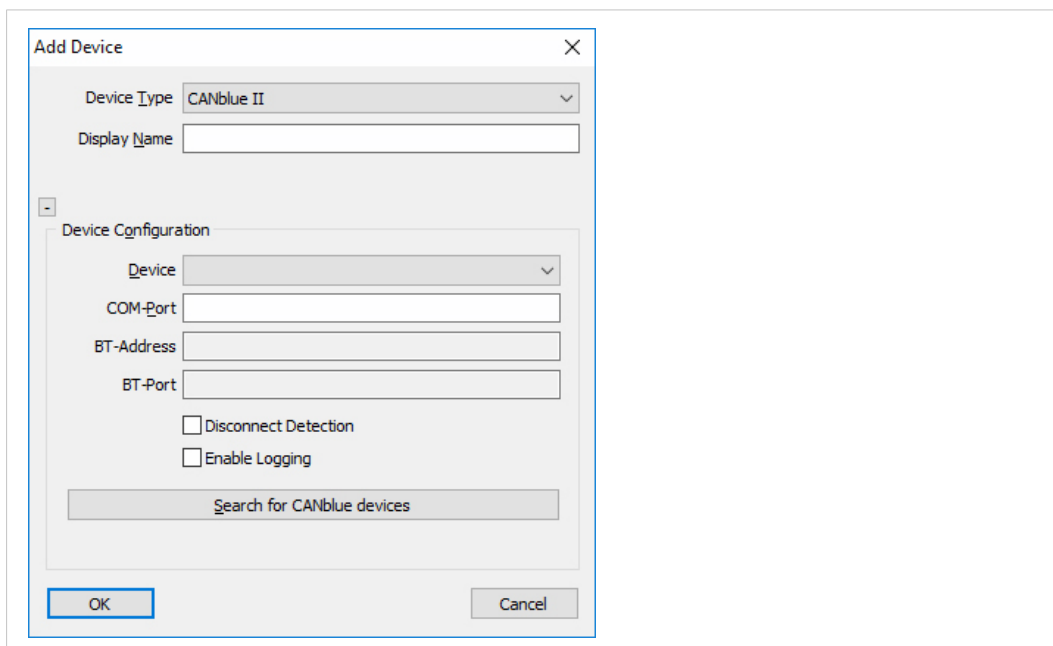 Add Device
Device Type CANblue II
Display Name
-
Device Configuration
Device
COM-Port
BT-Address
BT-Port
Disconnect Detection
Enable Logging
Search for CANblue devices
OK Cancel